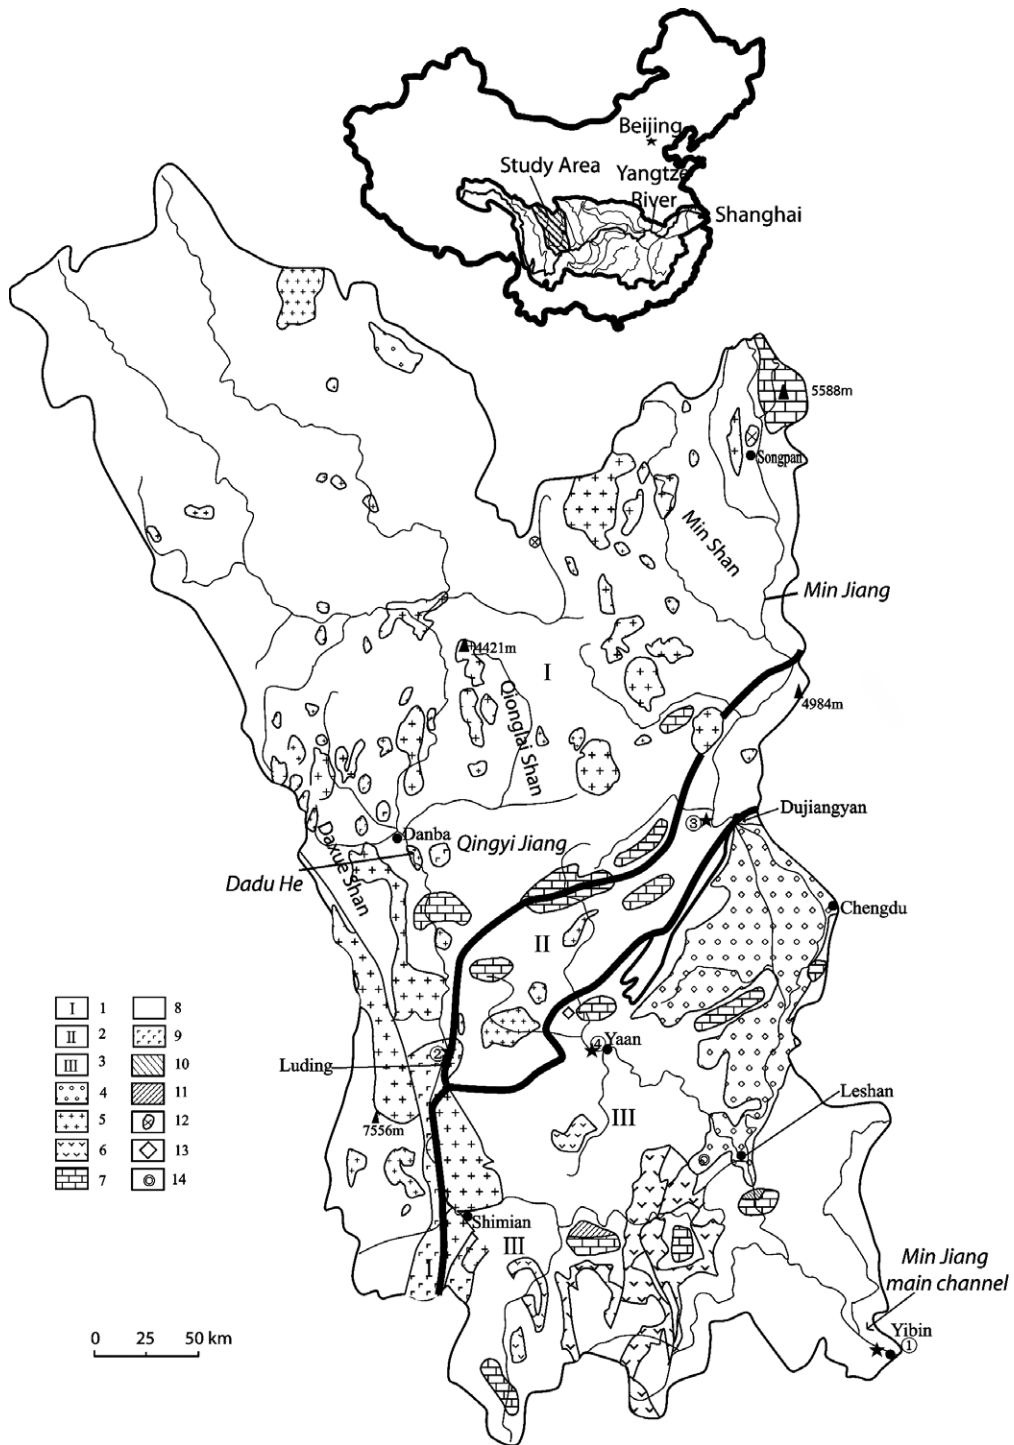 Beijing
Study Area
Yangtze
River
Shanghai
5588m
Songpan
Min Shan
Min Jiang
4421m
I
Qionglai Shan
4984m
Dujiangyan
③
Danba
Qingyi Jiang
Daxue Shan
Dadu He
Chengdu
II
I 1
8
II 2
9
III 3
10
4
11
5
12
6
13
7
14
②
Luding
④
Yaan
Leshan
III
7556m
Shimian
III
I
Min Jiang
main channel
Yibin
①
0 25 50 km